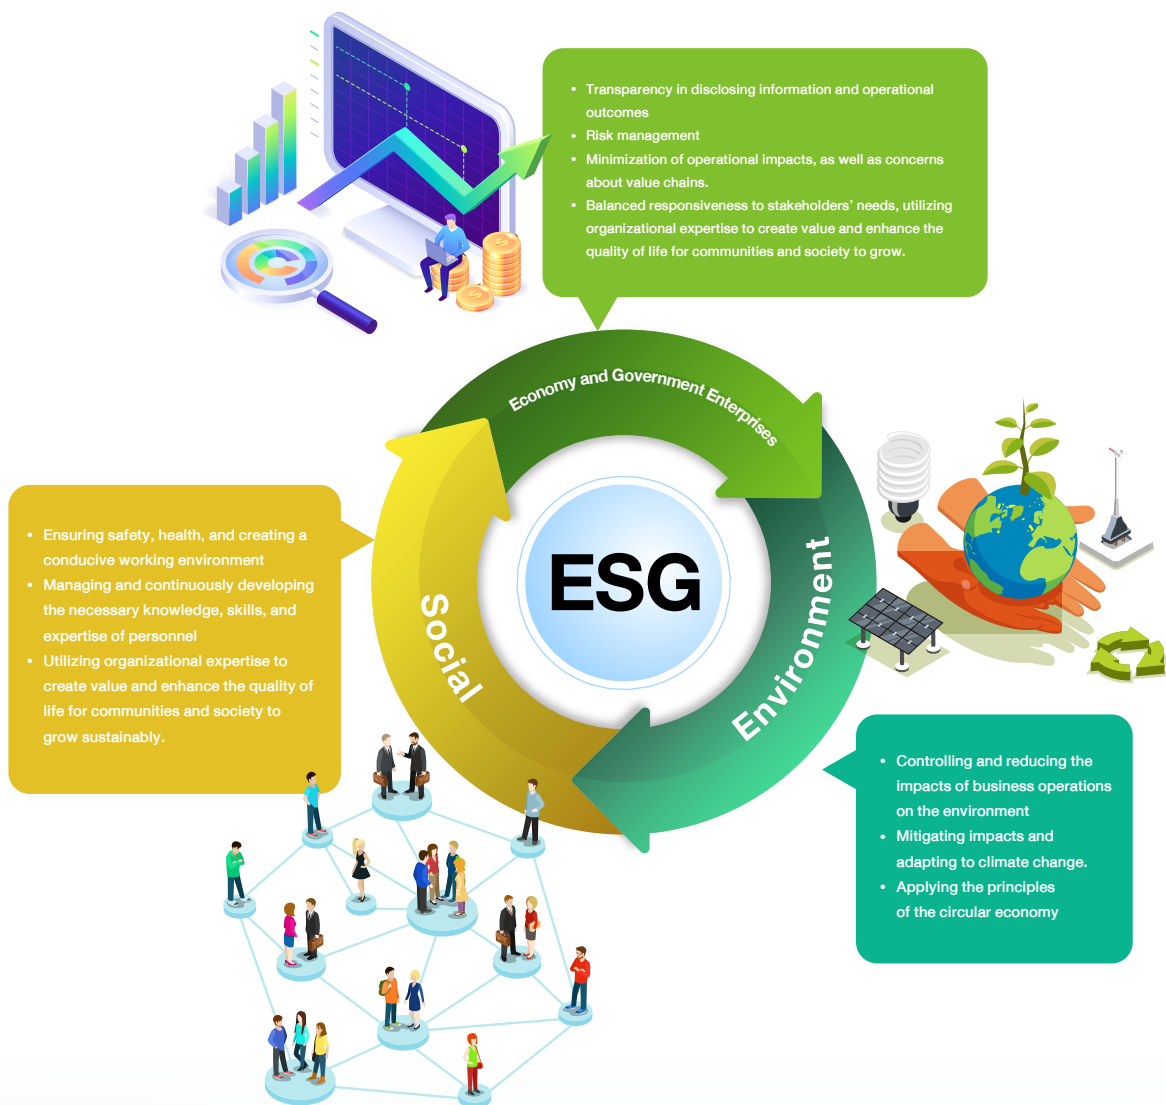 • Transparency in disclosing information and operational
outcomes
• Risk management
• Minimization of operational impacts, as well as concerns
about value chains.
• Balanced responsiveness to stakeholders’ needs, utilizing
organizational expertise to create value and enhance the
quality of life for communities and society to grow.
Economy and Government Enterprises
• Ensuring safety, health, and creating a
conducive working environment
• Managing and continuously developing
the necessary knowledge, skills, and
expertise of personnel
• Utilizing organizational expertise to
create value and enhance the quality of
life for communities and society to
grow sustainably.
Social
ESG
Environment
• Controlling and reducing the
impacts of business operations
on the environment
• Mitigating impacts and
adapting to climate change.
• Applying the principles
of the circular economy